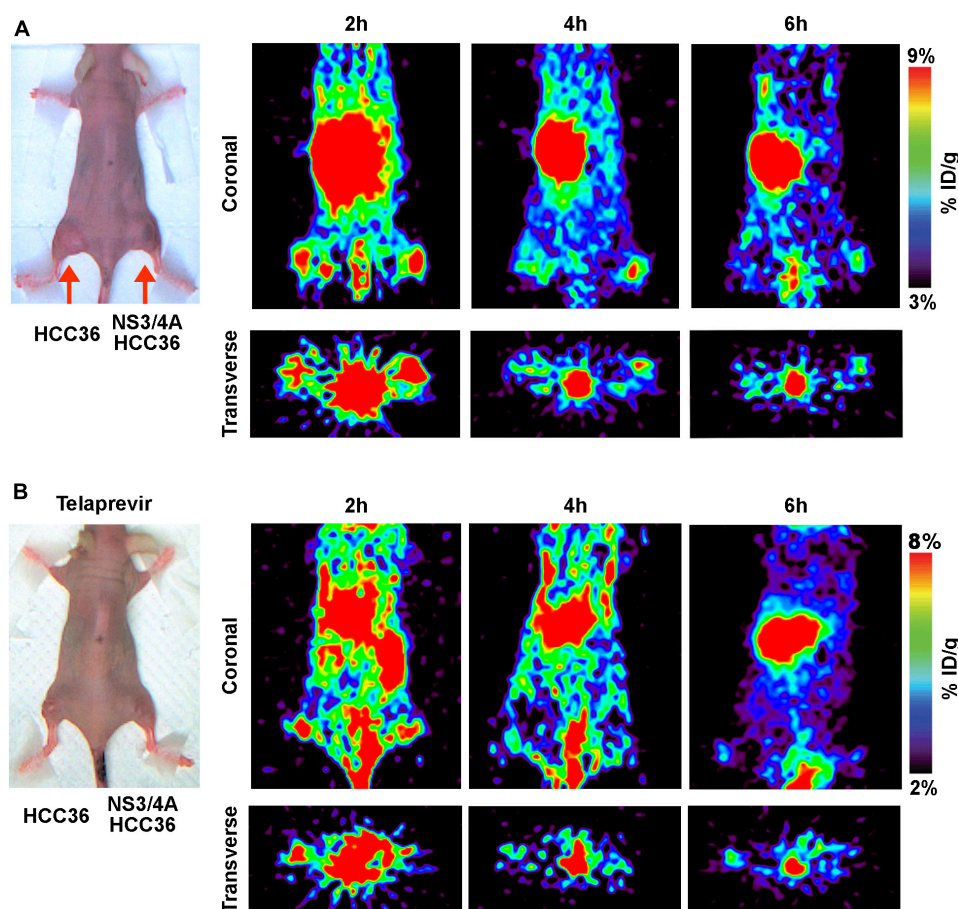 A
2h
4h
6h
Coronal
9%
% ID/g
3%
HCC36
NS3/4A
HCC36
Transverse
B
Telaprevir
2h
4h
6h
Coronal
8%
% ID/g
2%
HCC36
NS3/4A
HCC36
Transverse